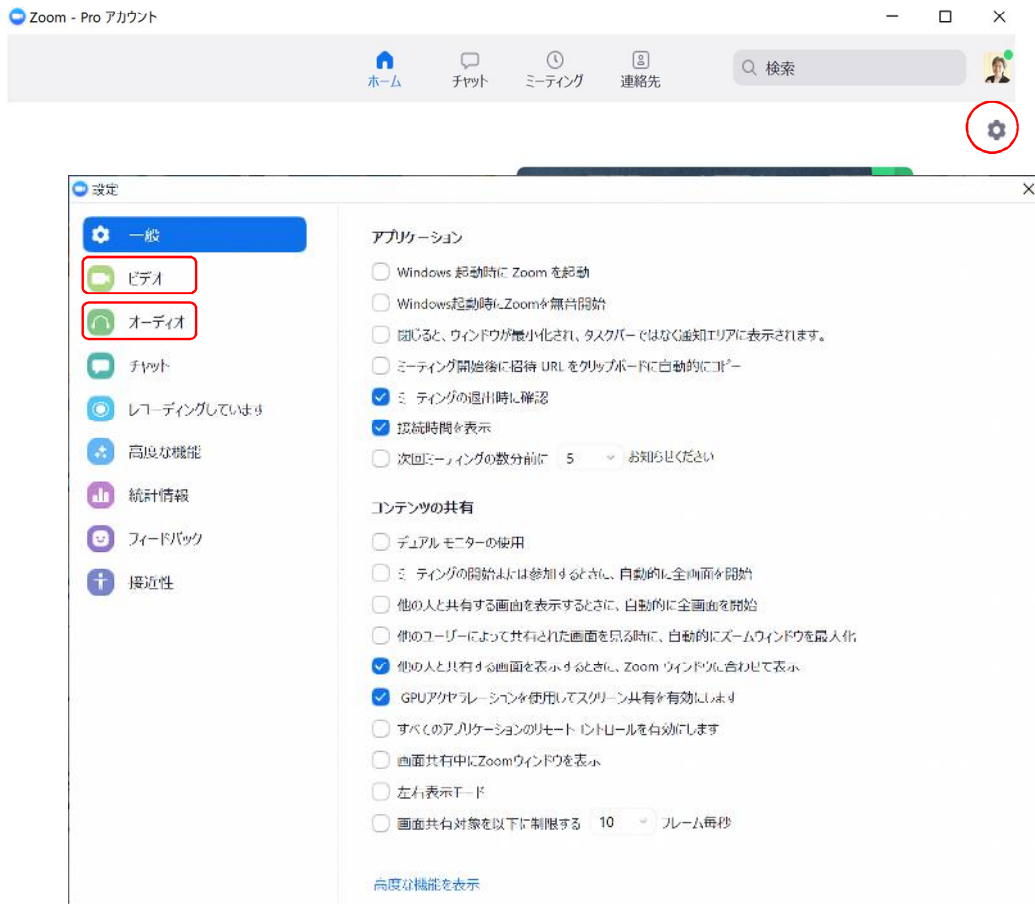 Zoom - Pro アカウント
ホーム
チャット
ミーティング
連絡先
検索
設定
一般
ビデオ
オーディオ
チャット
レコーディングしています
高度な機能
統計情報
フィードバック
接近性
アプリケーション
Windows 起動時に Zoom を起動
Windows起動時にZoomを無音開始
閉じると、ウィンドウが最小化され、タスクバーではなく通知エリアに表示されます。
ミーティング開始後に招待 URL をクリップボードに自動的にコピー
ミーティングの退出時に確認
接続時間を表示
次回ミーティングの数分前に 5 お知らせください
コンテンツの共有
デュアル モニターの使用
ミーティングの開始または参加するときに、自動的に全画面を開始
他の人と共有する画面を表示するときに、自動的に全画面を開始
他のユーザーによって共有された画面を見る時に、自動的にズームウィンドウを最大化
他の人と共有する画面を表示するときに、Zoom ウィンドウに合わせて表示
GPUアクセラレーションを使用してスクリーン共有を有効にします
すべてのアプリケーションのリモート コントロールを有効にします
画面共有中にZoomウィンドウを表示
左右表示モード
画面共有対象を以下に制限する 10 フレーム毎秒
高度な機能を表示